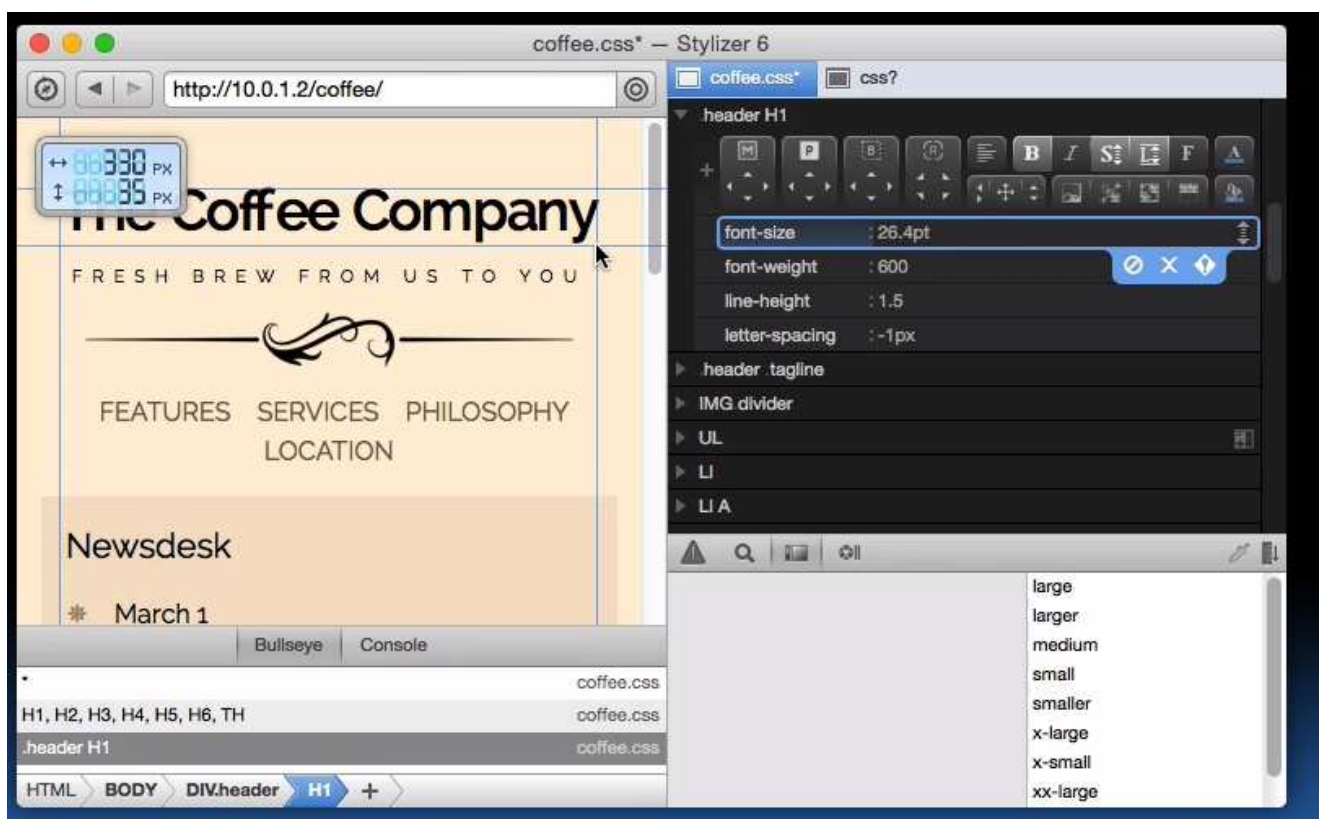 coffee.css* — Stylizer 6
http://10.0.1.2/coffee/
330 PX
35 PX
The Coffee Company
FRESH BREW FROM US TO YOU
FEATURES SERVICES PHILOSOPHY
LOCATION
Newsdesk
March 1
Bullseye Console
* coffee.css
H1, H2, H3, H4, H5, H6, TH coffee.css
.header H1 coffee.css
HTML BODY DIV.header H1 +
coffee.css* css?
.header H1
M P B R B I S L F A
font-size : 26.4pt
font-weight : 600
line-height : 1.5
letter-spacing : -1px
.header .tagline
IMG divider
UL
LI
LI A
large
larger
medium
small
smaller
x-large
x-small
xx-large